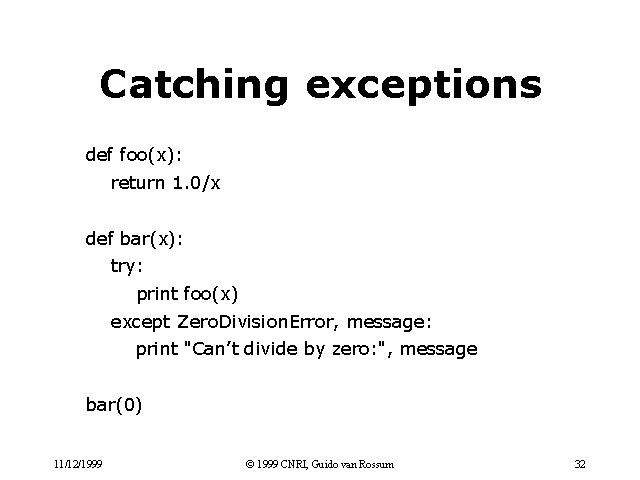 Catching exceptions
def foo(x):
return 1.0/x
def bar(x):
try:
print foo(x)
except ZeroDivisionError, message:
print "Can’t divide by zero:", message
bar(0)
11/12/1999 © 1999 CNRI, Guido van Rossum 32